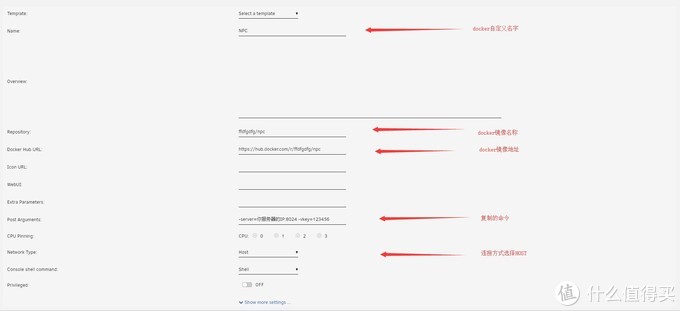 Template: Select a template
Name: NPC docker自定义名字
Overview:
Repository: ffdfgdfg/npc docker镜像名称
Docker Hub URL: https://hub.docker.com/r/ffdfgdfg/npc docker镜像地址
Icon URL:
WebUI:
Extra Parameters:
Post Arguments: -server=你服务器的IP:8024 -vkey=123456 复制的命令
CPU Pinning: CPU: 0 1 2 3
Network Type: Host 连接方式选择HOST
Console shell command: Shell
Privileged: OFF
Show more settings ...
值 什么值得买